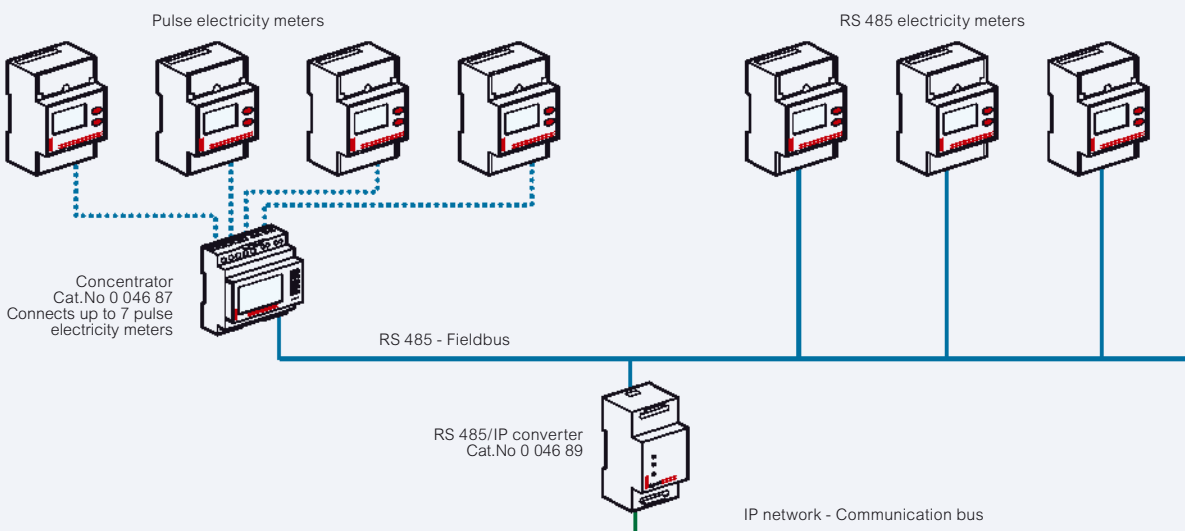 Pulse electricity meters
RS 485 electricity meters
Concentrator
Cat.No 0 046 87
Connects up to 7 pulse
electricity meters
RS 485 - Fieldbus
RS 485/IP converter
Cat.No 0 046 89
IP network - Communication bus